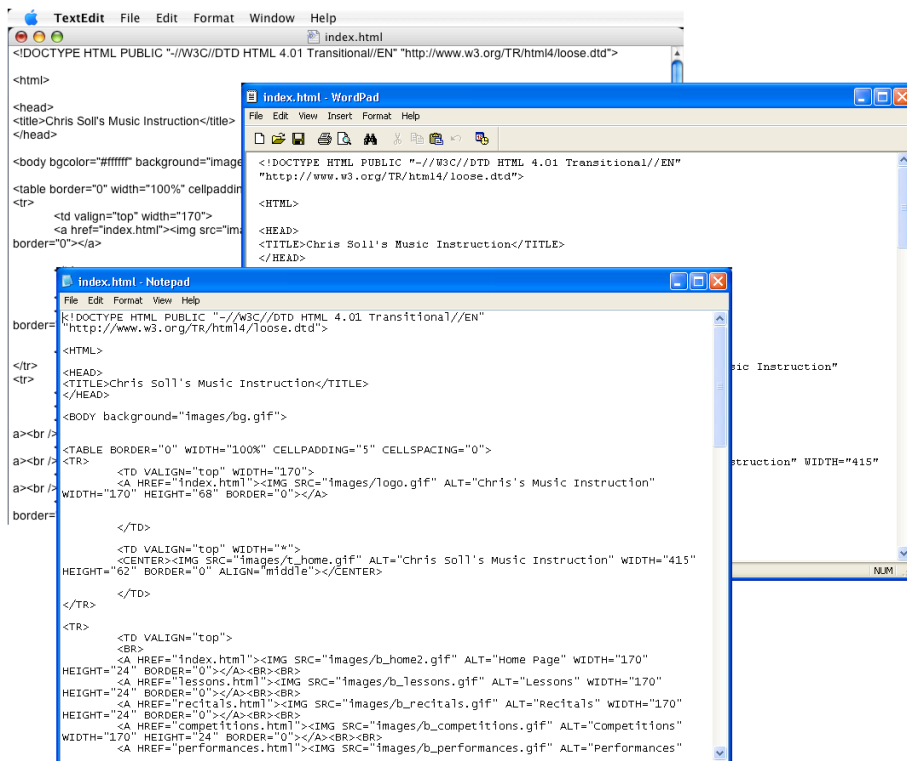 TextEdit File Edit Format Window Help
index.html
<!DOCTYPE HTML PUBLIC "-//W3C//DTD HTML 4.01 Transitional//EN" "http://www.w3.org/TR/html4/loose.dtd">
<html>
<head>
<title>Chris Soll's Music Instruction</title>
</head>
<body bgcolor="#ffffff" background="image
<table border="0" width="100%" cellpaddin
<tr>
<td valign="top" width="170">
<a href="index.html"><img src="ima
border="0"></a>
border=
</tr>
<tr>
a><br />
a><br />
a><br />
border=
index.html - WordPad
File Edit View Insert Format Help
<!DOCTYPE HTML PUBLIC "-//W3C//DTD HTML 4.01 Transitional//EN"
"http://www.w3.org/TR/html4/loose.dtd">
<HTML>
<HEAD>
<TITLE>Chris Soll's Music Instruction</TITLE>
</HEAD>
sic Instruction"
struction" WIDTH="415"
NUM
index.html - Notepad
File Edit Format View Help
<!DOCTYPE HTML PUBLIC "-//W3C//DTD HTML 4.01 Transitional//EN"
"http://www.w3.org/TR/html4/loose.dtd">
<HTML>
<HEAD>
<TITLE>Chris Soll's Music Instruction</TITLE>
</HEAD>
<BODY background="images/bg.gif">
<TABLE BORDER="0" WIDTH="100%" CELLPADDING="5" CELLSPACING="0">
<TR>
<TD VALIGN="top" WIDTH="170">
<A HREF="index.html"><IMG SRC="images/logo.gif" ALT="Chris's Music Instruction"
WIDTH="170" HEIGHT="68" BORDER="0"></A>
</TD>
<TD VALIGN="top" WIDTH="*">
<CENTER><IMG SRC="images/t_home.gif" ALT="Chris Soll's Music Instruction" WIDTH="415"
HEIGHT="62" BORDER="0" ALIGN="middle"></CENTER>
</TD>
</TR>
<TR>
<TD VALIGN="top">
<BR>
<A HREF="index.html"><IMG SRC="images/b_home2.gif" ALT="Home Page" WIDTH="170"
HEIGHT="24" BORDER="0"></A><BR><BR>
<A HREF="lessons.html"><IMG SRC="images/b_lessons.gif" ALT="Lessons" WIDTH="170"
HEIGHT="24" BORDER="0"></A><BR><BR>
<A HREF="recitals.html"><IMG SRC="images/b_recitals.gif" ALT="Recitals" WIDTH="170"
HEIGHT="24" BORDER="0"></A><BR><BR>
<A HREF="competitions.html"><IMG SRC="images/b_competitions.gif" ALT="Competitions"
WIDTH="170" HEIGHT="24" BORDER="0"></A><BR><BR>
<A HREF="performances.html"><IMG SRC="images/b_performances.gif" ALT="Performances"